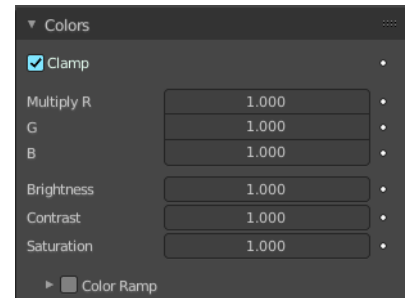 Colors
Clamp
Multiply R 1.000
G 1.000
B 1.000
Brightness 1.000
Contrast 1.000
Saturation 1.000
Color Ramp